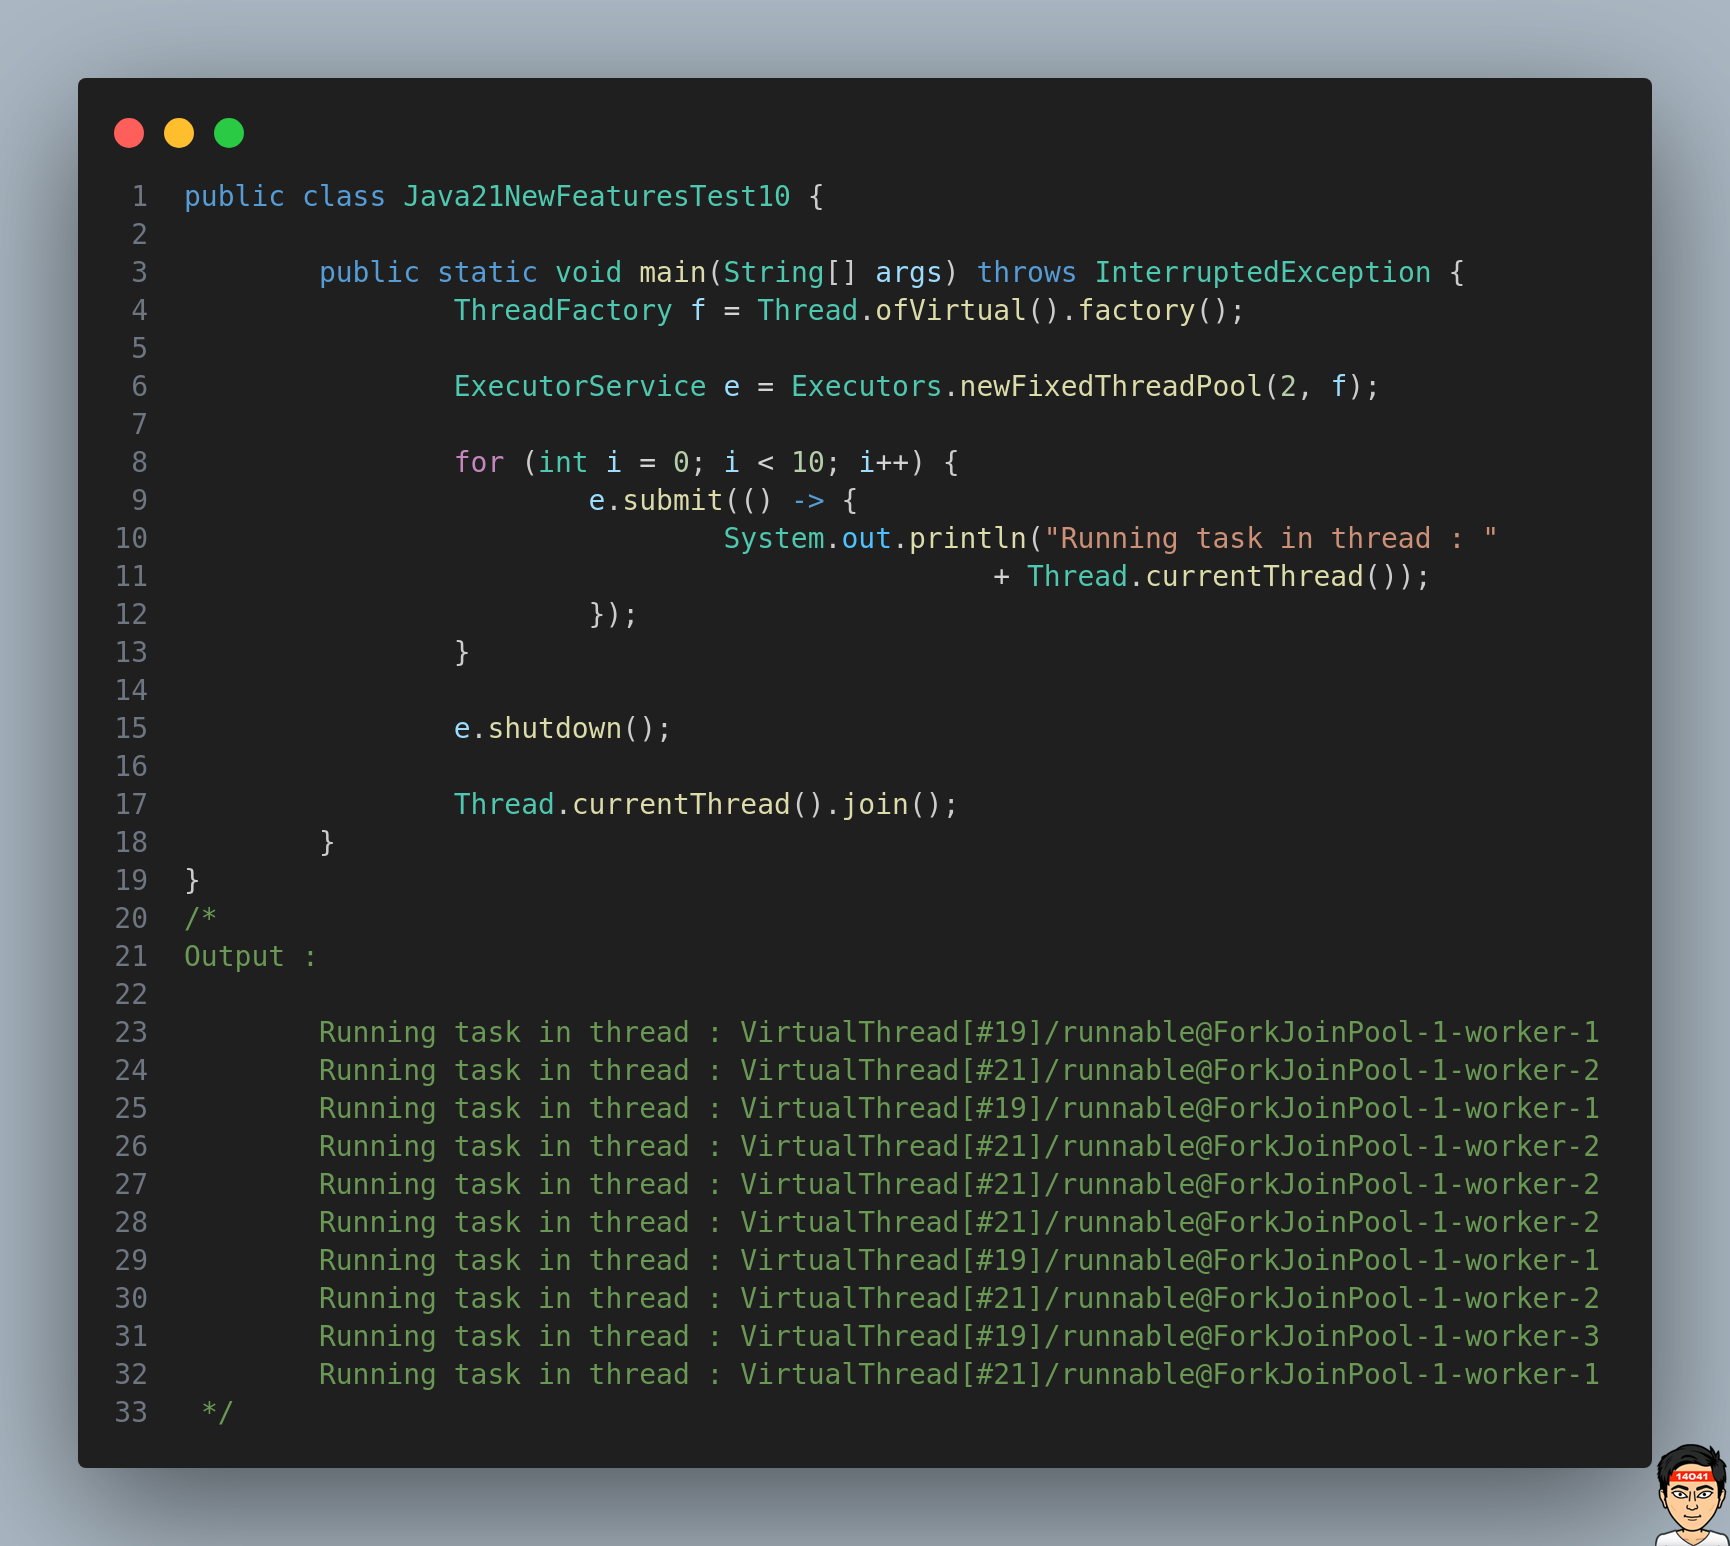 1 public class Java21NewFeaturesTest10 {
2
3 public static void main(String[] args) throws InterruptedException {
4 ThreadFactory f = Thread.ofVirtual().factory();
5
6 ExecutorService e = Executors.newFixedThreadPool(2, f);
7
8 for (int i = 0; i < 10; i++) {
9 e.submit(() -> {
10 System.out.println("Running task in thread : "
11 + Thread.currentThread());
12 });
13 }
14
15 e.shutdown();
16
17 Thread.currentThread().join();
18 }
19 }
20 /*
21 Output :
22
23 Running task in thread : VirtualThread[#19]/runnable@ForkJoinPool-1-worker-1
24 Running task in thread : VirtualThread[#21]/runnable@ForkJoinPool-1-worker-2
25 Running task in thread : VirtualThread[#19]/runnable@ForkJoinPool-1-worker-1
26 Running task in thread : VirtualThread[#21]/runnable@ForkJoinPool-1-worker-2
27 Running task in thread : VirtualThread[#21]/runnable@ForkJoinPool-1-worker-2
28 Running task in thread : VirtualThread[#21]/runnable@ForkJoinPool-1-worker-2
29 Running task in thread : VirtualThread[#19]/runnable@ForkJoinPool-1-worker-1
30 Running task in thread : VirtualThread[#21]/runnable@ForkJoinPool-1-worker-2
31 Running task in thread : VirtualThread[#19]/runnable@ForkJoinPool-1-worker-3
32 Running task in thread : VirtualThread[#21]/runnable@ForkJoinPool-1-worker-1
33 */
14041